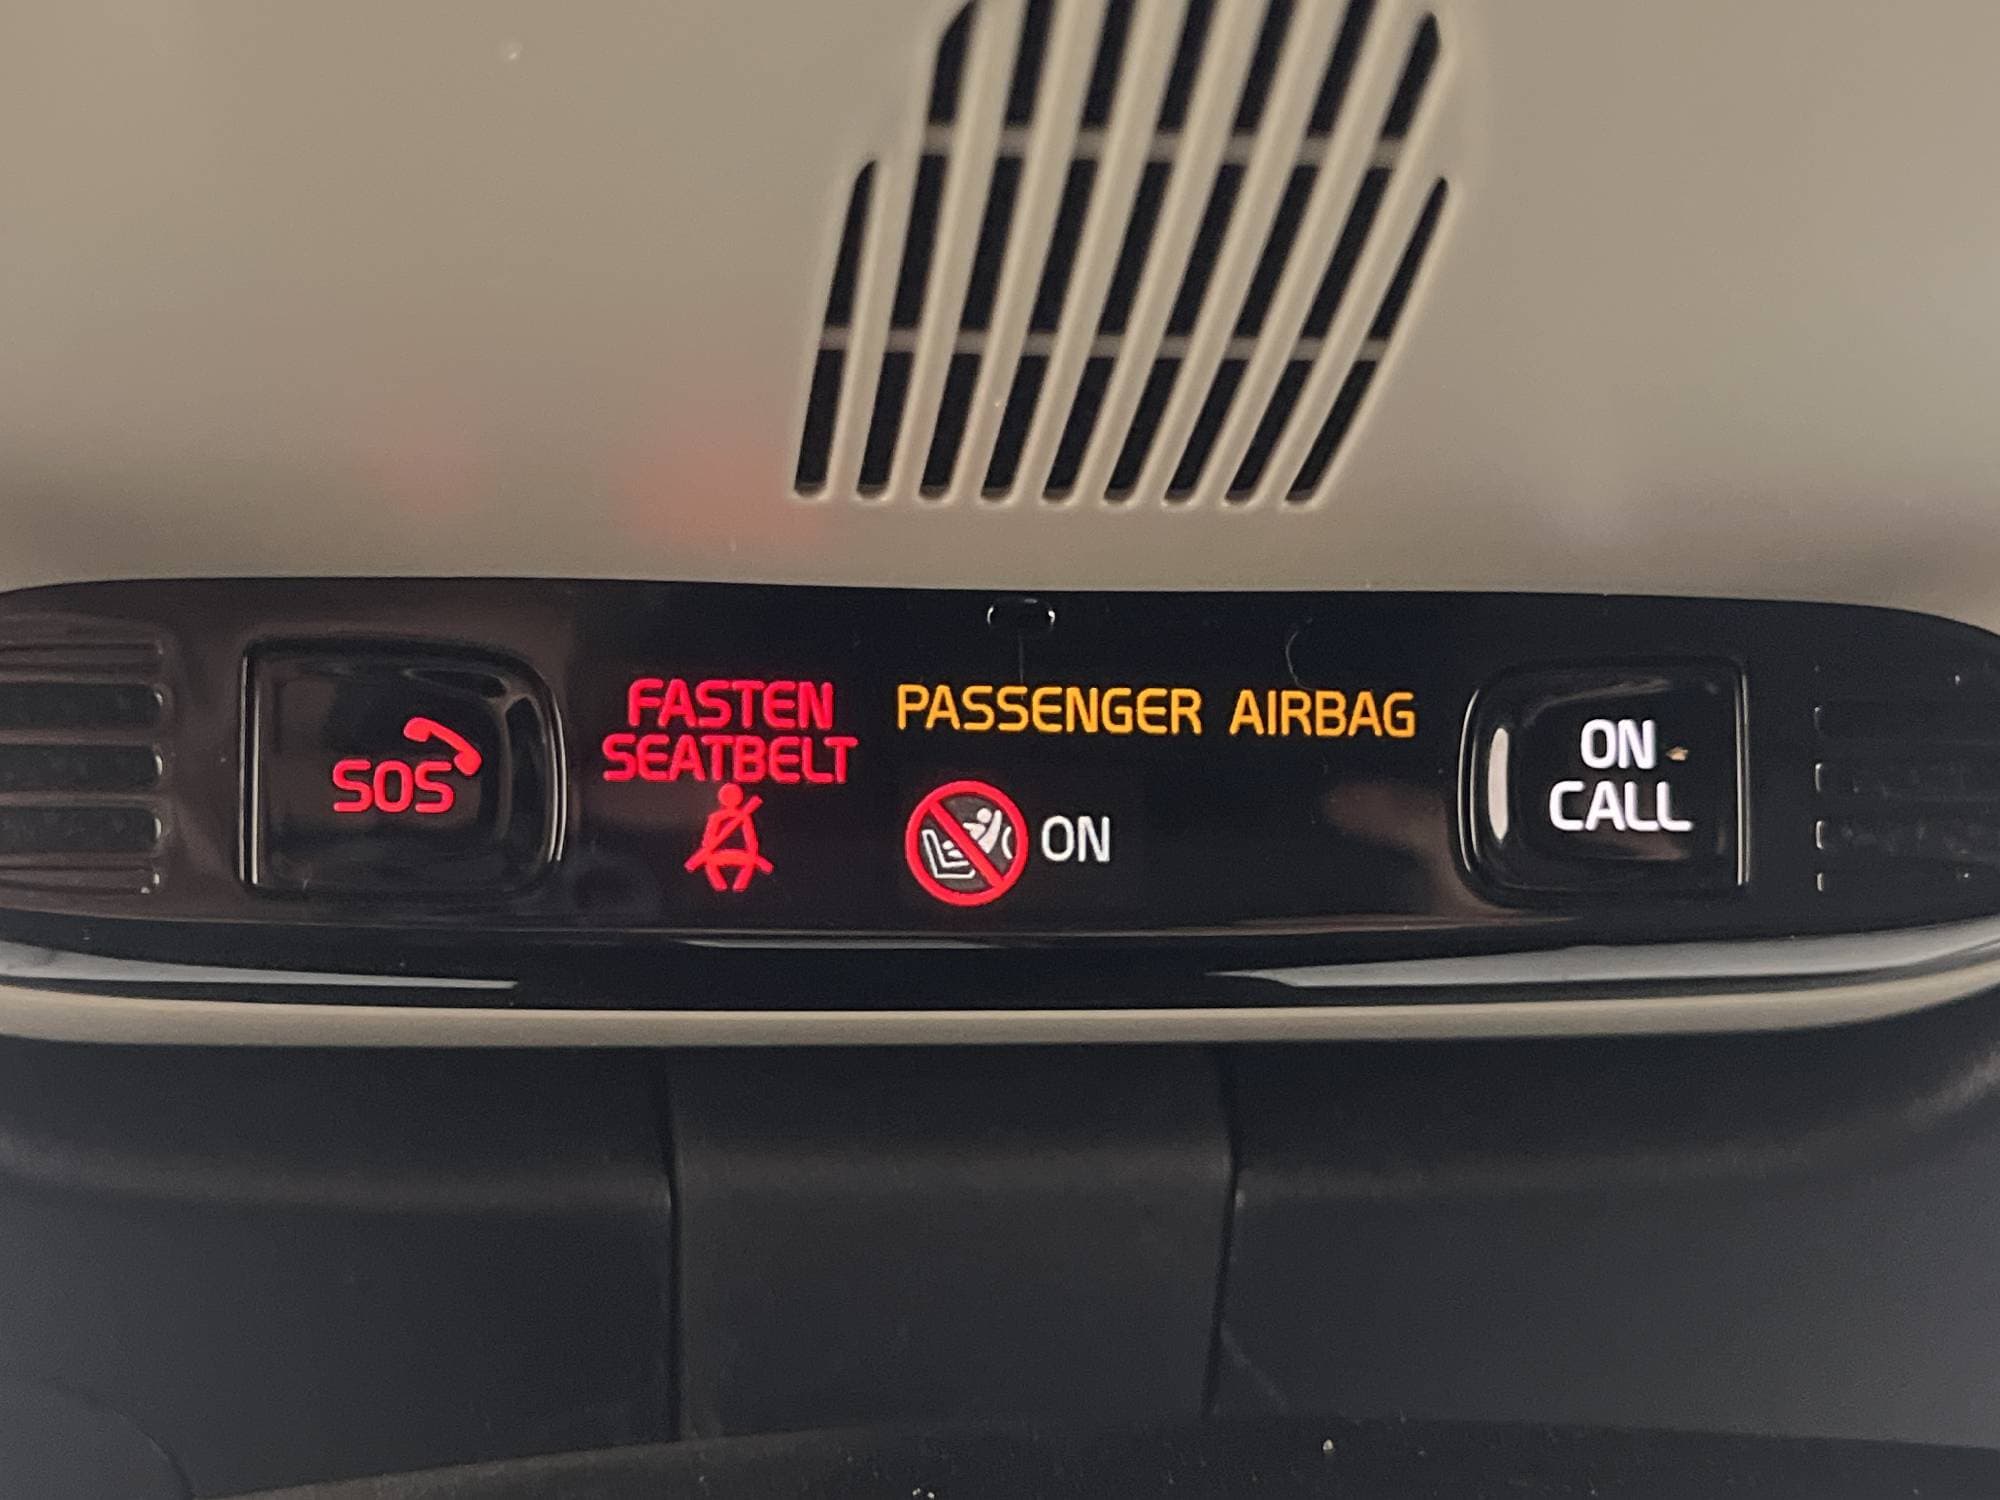 SOS
FASTEN
SEATBELT
PASSENGER AIRBAG
ON
ON
CALL